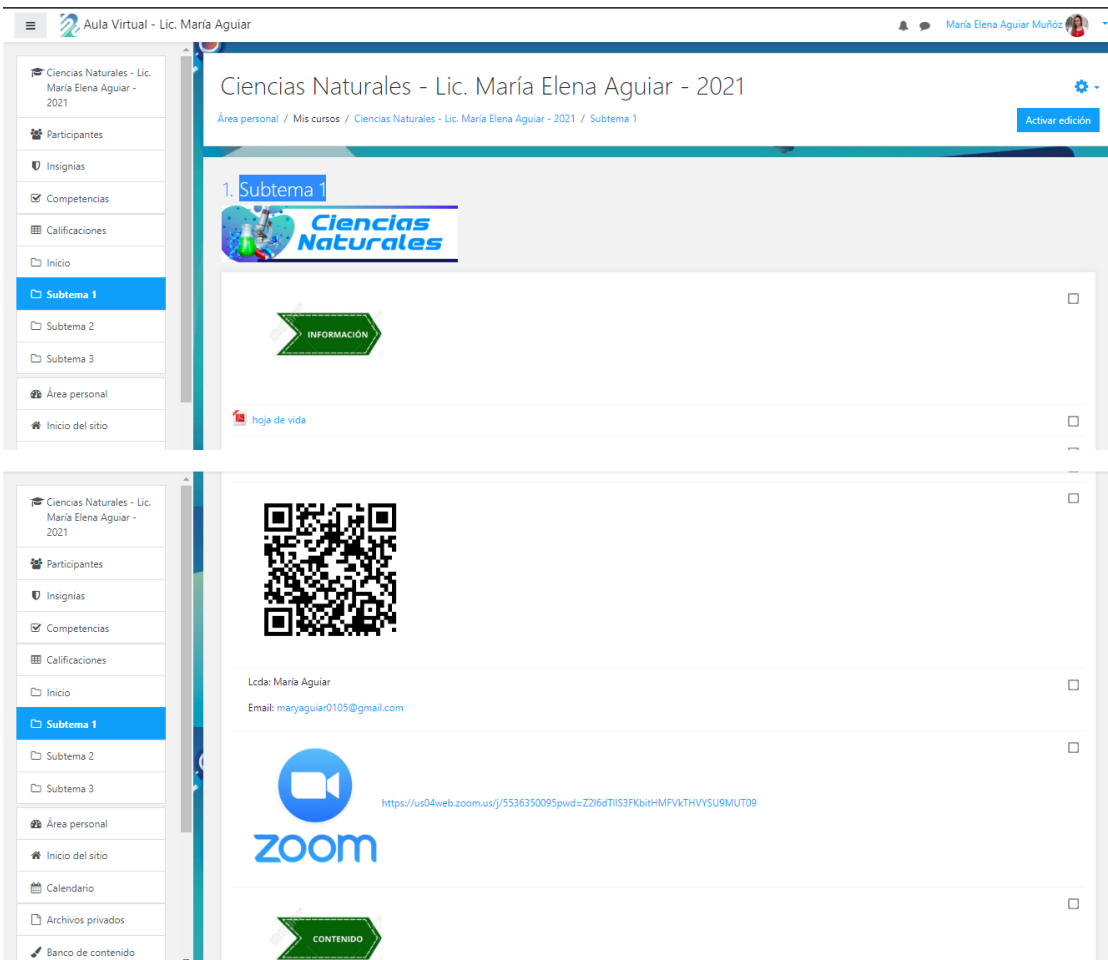 Aula Virtual - Lic. María Aguiar
María Elena Aguiar Muñóz
Ciencias Naturales - Lic.
María Elena Aguiar -
2021
Participantes
Insignias
Competencias
Calificaciones
Inicio
Subtema 1
Subtema 2
Subtema 3
Área personal
Inicio del sitio
Ciencias Naturales - Lic. María Elena Aguiar - 2021
Área personal / Mis cursos / Ciencias Naturales - Lic. María Elena Aguiar - 2021 / Subtema 1
Activar edición
1. Subtema 1
Ciencias
Naturales
INFORMACIÓN
hoja de vida
Ciencias Naturales - Lic.
María Elena Aguiar -
2021
Participantes
Insignias
Competencias
Calificaciones
Inicio
Subtema 1
Subtema 2
Subtema 3
Área personal
Inicio del sitio
Calendario
Archivos privados
Banco de contenido
Lcda: María Aguiar
Email: maryaguiar0105@gmail.com
https://us04web.zoom.us/j/5536350095pwd=Z2l6dTlIS3FKbitHMFVkTHVYSU9MUT09
zoom
CONTENIDO